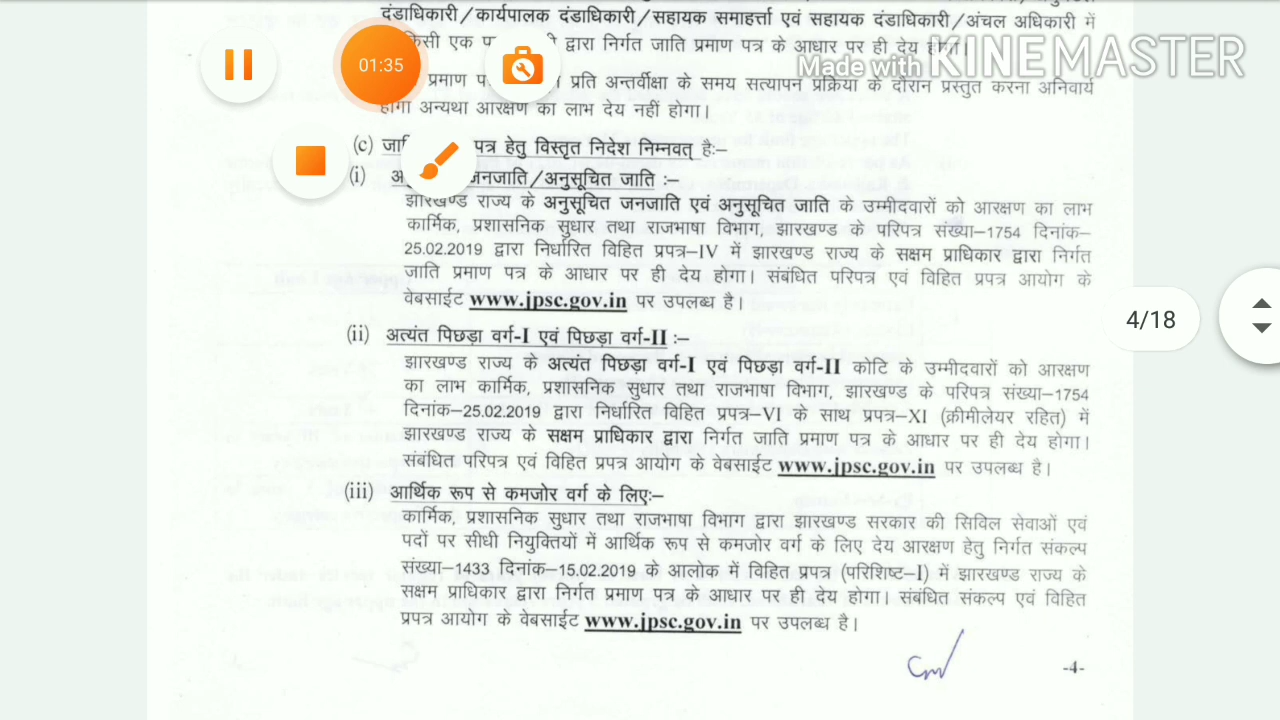 दंडाधिकारी/कार्यपालक दंडाधिकारी/सहायक समाहर्त्ता एवं सहायक दंडाधिकारी/अंचल अधिकारी में
किसी एक द्वारा निर्गत जाति प्रमाण पत्र के आधार पर ही देय होगा।
Made with KINEMASTER
01:35
प्रमाण प्रति अन्तर्वीक्षा के समय सत्यापन प्रक्रिया के दौरान प्रस्तुत करना अनिवार्य
होगा अन्यथा आरक्षण का लाभ देय नहीं होगा।
(c) पत्र हेतु विस्तृत निदेश निम्नवत् हैः–
(i) जनजाति/अनुसूचित जाति :–
झारखण्ड राज्य के अनुसूचित जनजाति एवं अनुसूचित जाति के उम्मीदवारों को आरक्षण का लाभ
कार्मिक, प्रशासनिक सुधार तथा राजभाषा विभाग, झारखण्ड के परिपत्र संख्या–1754 दिनांक–
25.02.2019 द्वारा निर्धारित विहित प्रपत्र–IV में झारखण्ड राज्य के सक्षम प्राधिकार द्वारा निर्गत
जाति प्रमाण पत्र के आधार पर ही देय होगा। संबंधित परिपत्र एवं विहित प्रपत्र आयोग के
वेबसाईट www.jpsc.gov.in पर उपलब्ध है।
4/18
(ii) अत्यंत पिछड़ा वर्ग-I एवं पिछड़ा वर्ग-II :–
झारखण्ड राज्य के अत्यंत पिछड़ा वर्ग-I एवं पिछड़ा वर्ग-II कोटि के उम्मीदवारों को आरक्षण
का लाभ कार्मिक, प्रशासनिक सुधार तथा राजभाषा विभाग, झारखण्ड के परिपत्र संख्या–1754
दिनांक–25.02.2019 द्वारा निर्धारित विहित प्रपत्र–VI के साथ प्रपत्र–XI (क्रीमीलेयर रहित) में
झारखण्ड राज्य के सक्षम प्राधिकार द्वारा निर्गत जाति प्रमाण पत्र के आधार पर ही देय होगा।
संबंधित परिपत्र एवं विहित प्रपत्र आयोग के वेबसाईट www.jpsc.gov.in पर उपलब्ध है।
(iii) आर्थिक रूप से कमजोर वर्ग के लिएः–
कार्मिक, प्रशासनिक सुधार तथा राजभाषा विभाग द्वारा झारखण्ड सरकार की सिविल सेवाओं एवं
पदों पर सीधी नियुक्तियों में आर्थिक रूप से कमजोर वर्ग के लिए देय आरक्षण हेतु निर्गत संकल्प
संख्या–1433 दिनांक–15.02.2019 के आलोक में विहित प्रपत्र (परिशिष्ट–I) में झारखण्ड राज्य के
सक्षम प्राधिकार द्वारा निर्गत प्रमाण पत्र के आधार पर ही देय होगा। संबंधित संकल्प एवं विहित
प्रपत्र आयोग के वेबसाईट www.jpsc.gov.in पर उपलब्ध है।
-4-